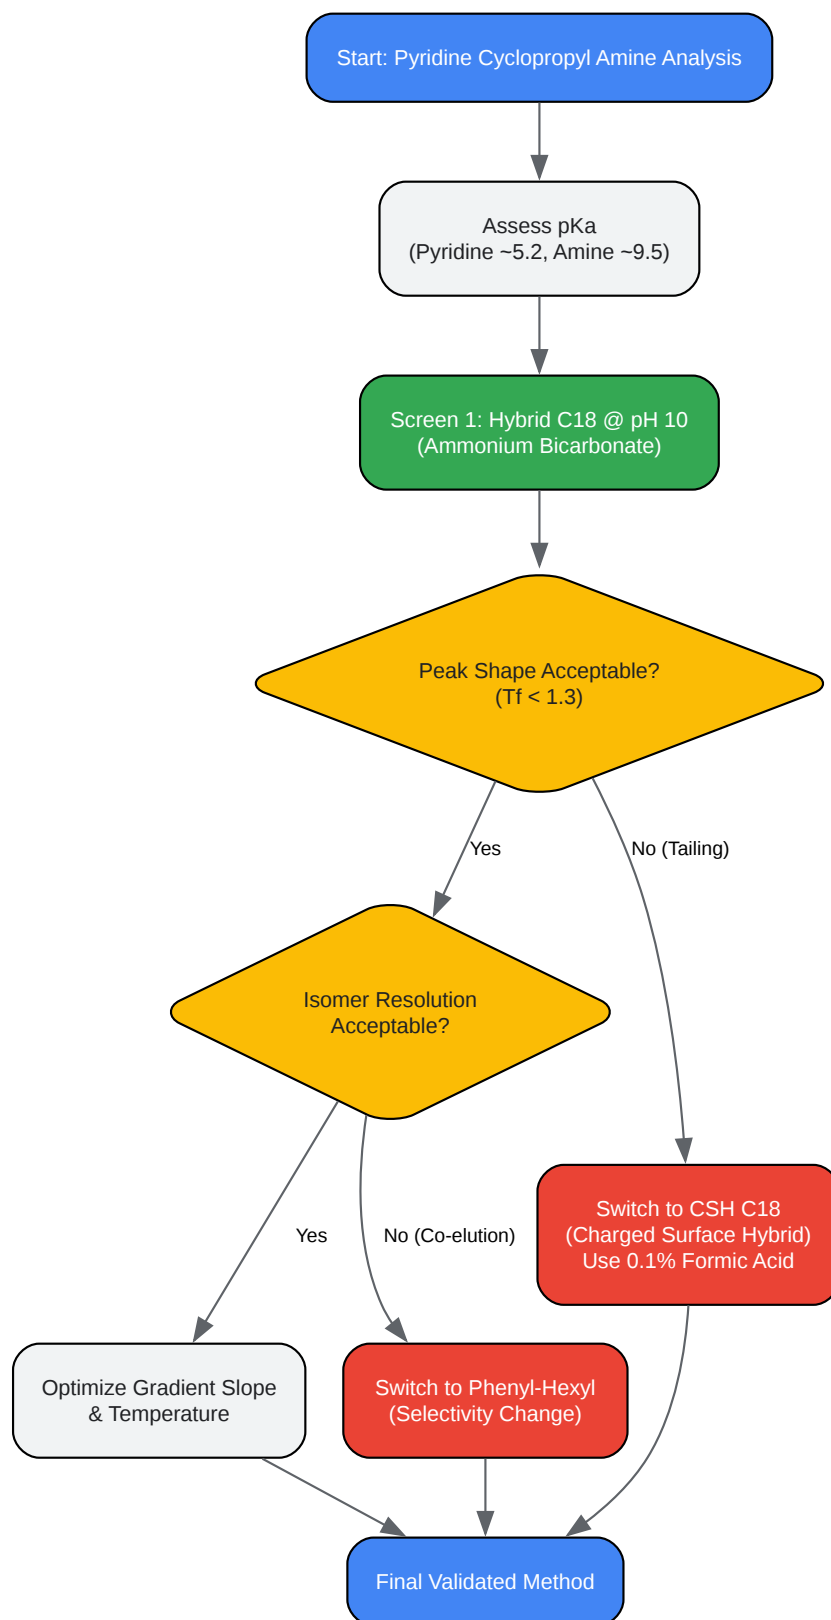 Start: Pyridine Cyclopropyl Amine Analysis
Assess pKa
(Pyridine ~5.2, Amine ~9.5)
Screen 1: Hybrid C18 @ pH 10
(Ammonium Bicarbonate)
Peak Shape Acceptable?
(Tf < 1.3)
Yes
No (Tailing)
Isomer Resolution
Acceptable?
Yes
No (Co-elution)
Switch to CSH C18
(Charged Surface Hybrid)
Use 0.1% Formic Acid
Optimize Gradient Slope
& Temperature
Switch to Phenyl-Hexyl
(Selectivity Change)
Final Validated Method